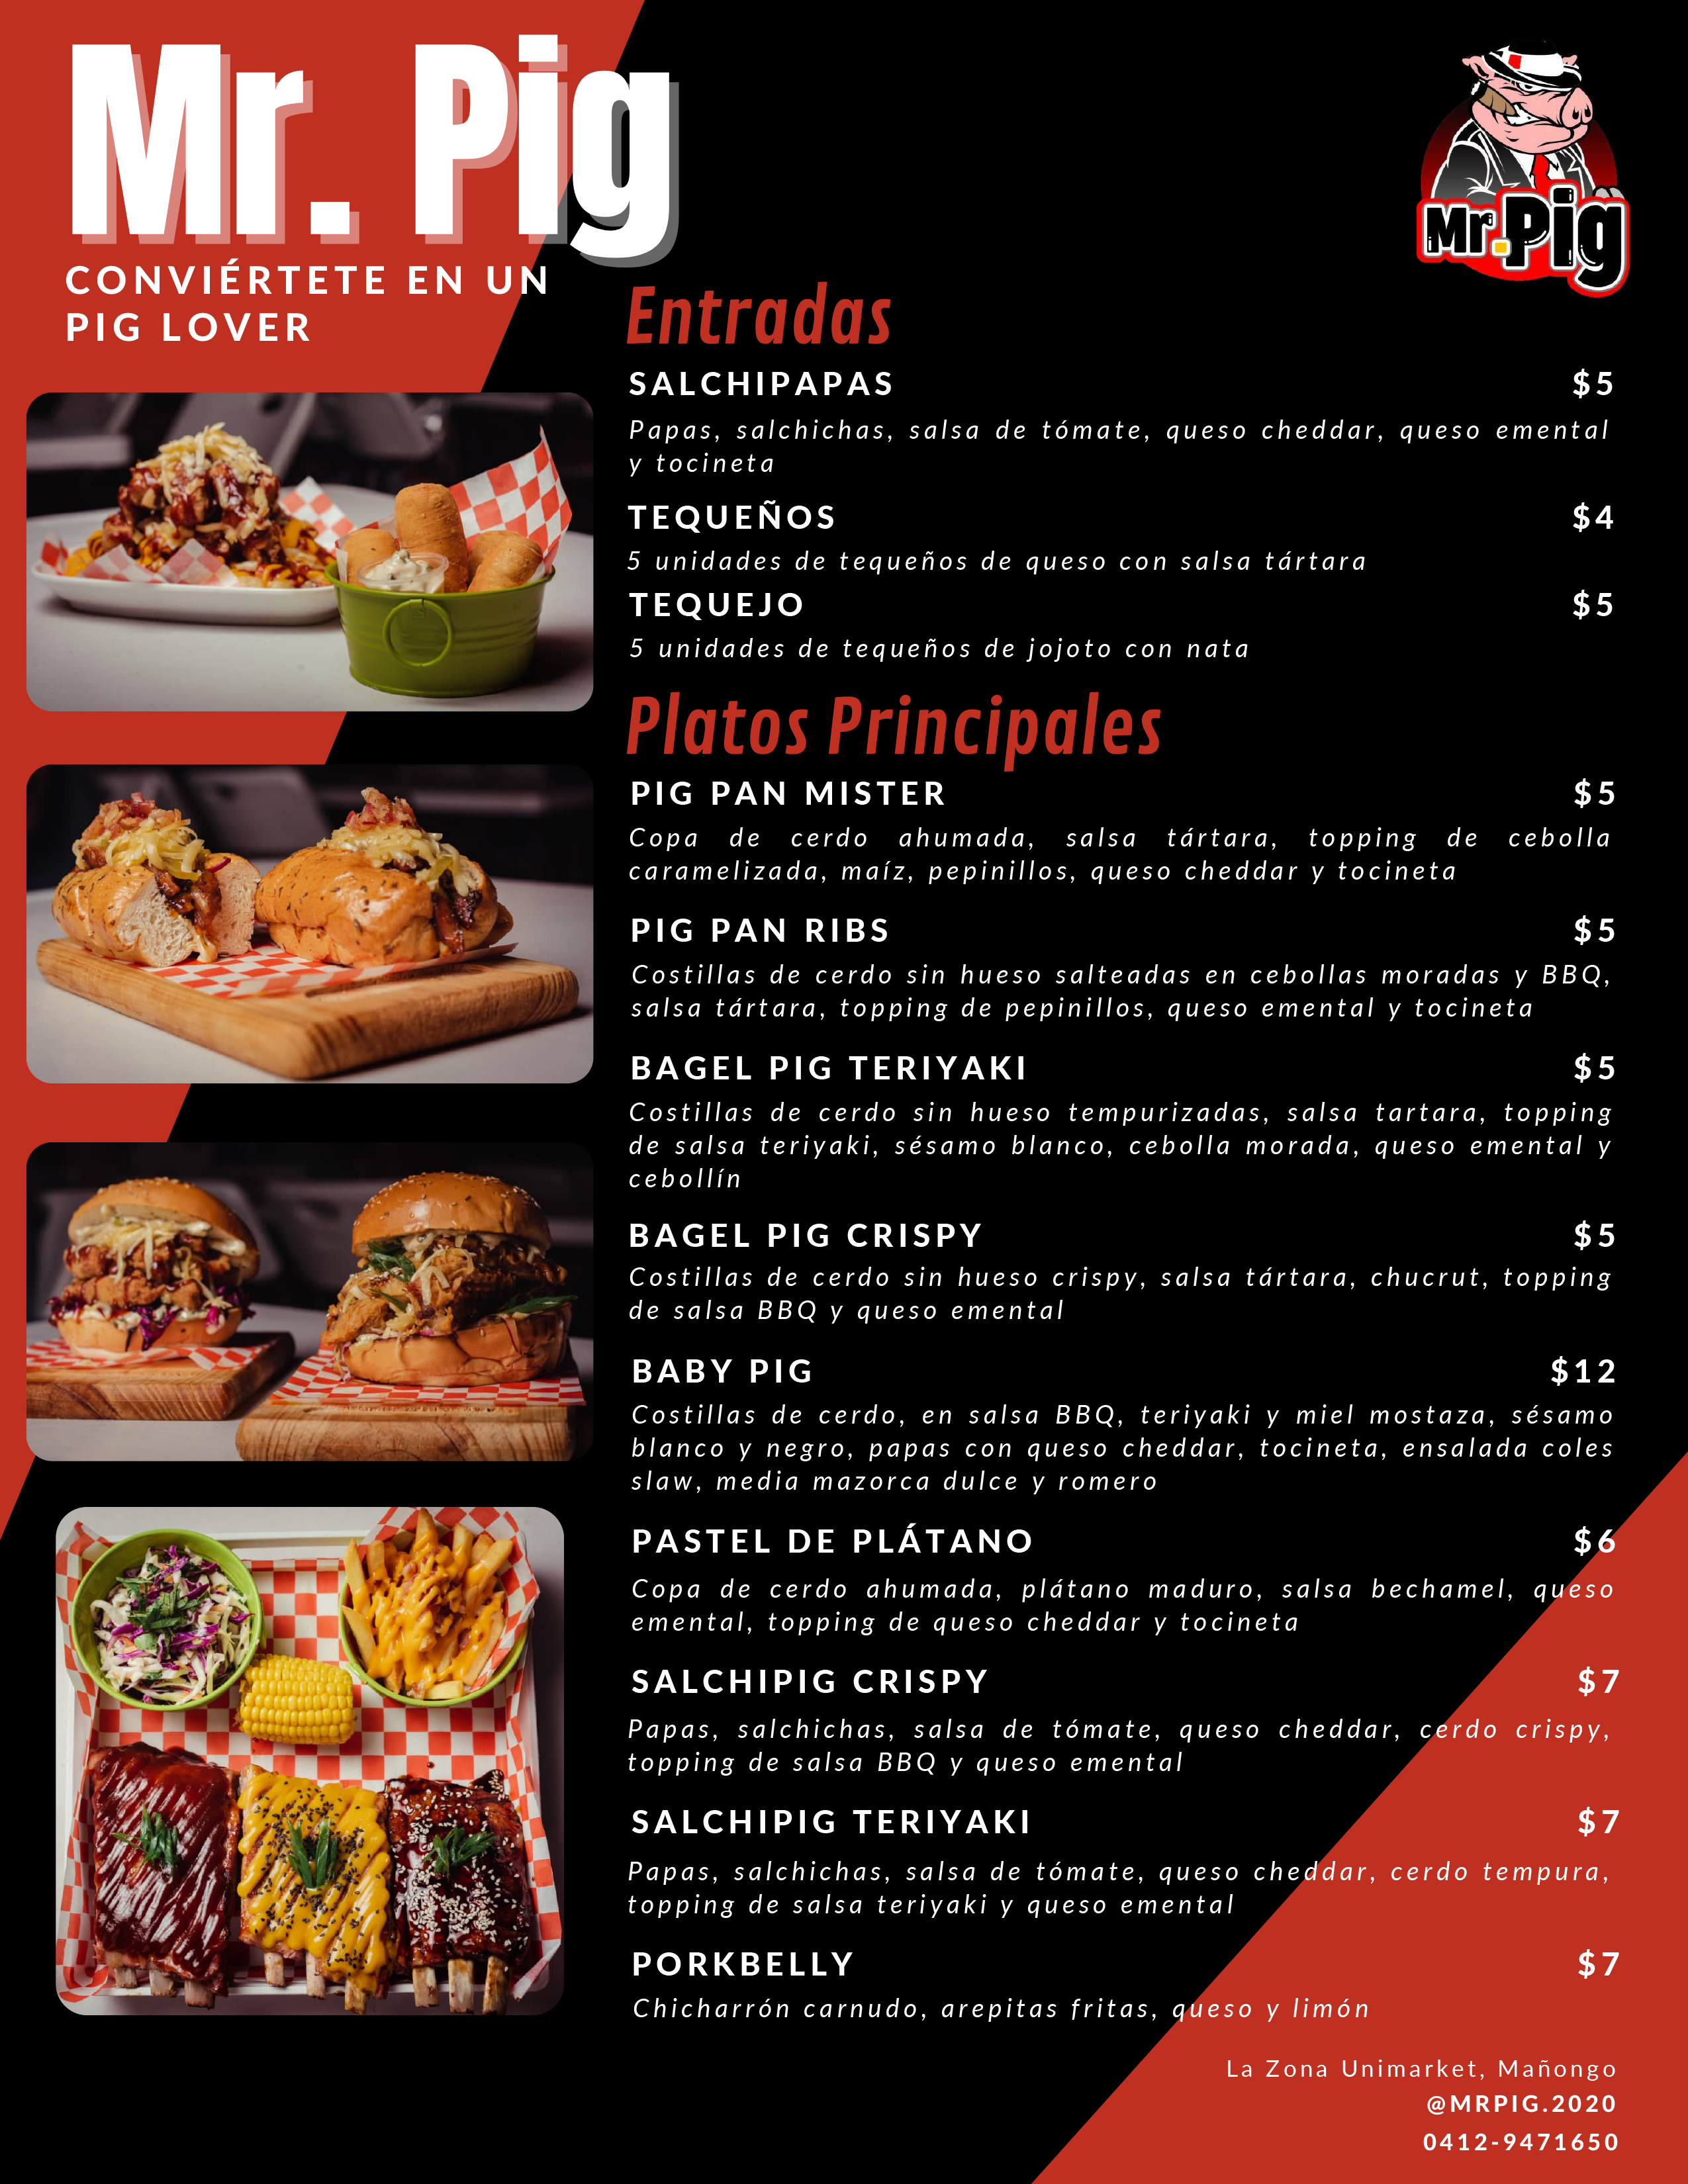 Mr. Pig
CONVIÉRTETE EN UN
PIG LOVER
Mr.Pig
Entradas
SALCHIPAPAS $5
Papas, salchichas, salsa de tómate, queso cheddar, queso emental
y tocineta
TEQUEÑOS $4
5 unidades de tequeños de queso con salsa tártara
TEQUEJO $5
5 unidades de tequeños de jojoto con nata
Platos Principales
PIG PAN MISTER $5
Copa de cerdo ahumada, salsa tártara, topping de cebolla
caramelizada, maíz, pepinillos, queso cheddar y tocineta
PIG PAN RIBS $5
Costillas de cerdo sin hueso salteadas en cebollas moradas y BBQ,
salsa tártara, topping de pepinillos, queso emental y tocineta
BAGEL PIG TERIYAKI $5
Costillas de cerdo sin hueso tempurizadas, salsa tartara, topping
de salsa teriyaki, sésamo blanco, cebolla morada, queso emental y
cebollín
BAGEL PIG CRISPY $5
Costillas de cerdo sin hueso crispy, salsa tártara, chucrut, topping
de salsa BBQ y queso emental
BABY PIG $12
Costillas de cerdo, en salsa BBQ, teriyaki y miel mostaza, sésamo
blanco y negro, papas con queso cheddar, tocineta, ensalada coles
slaw, media mazorca dulce y romero
PASTEL DE PLÁTANO $6
Copa de cerdo ahumada, plátano maduro, salsa bechamel, queso
emental, topping de queso cheddar y tocineta
SALCHIPIG CRISPY $7
Papas, salchichas, salsa de tómate, queso cheddar, cerdo crispy,
topping de salsa BBQ y queso emental
SALCHIPIG TERIYAKI $7
Papas, salchichas, salsa de tómate, queso cheddar, cerdo tempura,
topping de salsa teriyaki y queso emental
PORKBELLY $7
Chicharrón carnudo, arepitas fritas, queso y limón
La Zona Unimarket, Mañongo
@MRPIG.2020
0412-9471650